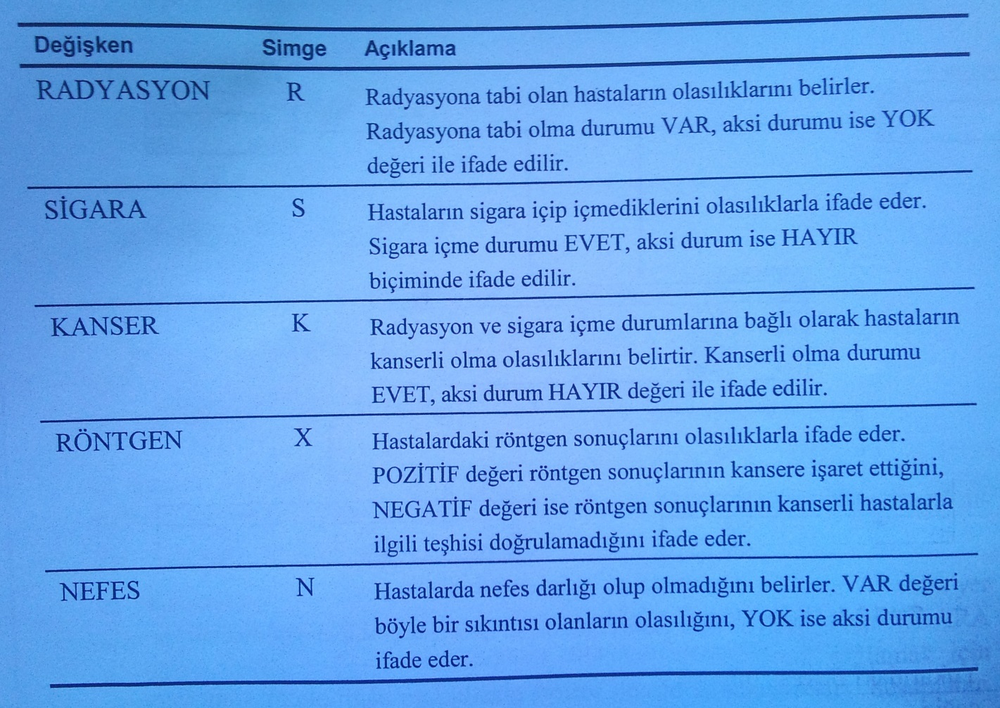 Değişken Simge Açıklama
RADYASYON R Radyasyona tabi olan hastaların olasılıklarını belirler.
Radyasyona tabi olma durumu VAR, aksi durumu ise YOK
değeri ile ifade edilir.
SİGARA S Hastaların sigara içip içmediklerini olasılıklarla ifade eder.
Sigara içme durumu EVET, aksi durum ise HAYIR
biçiminde ifade edilir.
KANSER K Radyasyon ve sigara içme durumlarına bağlı olarak hastaların
kanserli olma olasılıklarını belirtir. Kanserli olma durumu
EVET, aksi durum HAYIR değeri ile ifade edilir.
RÖNTGEN X Hastalardaki röntgen sonuçlarını olasılıklarla ifade eder.
POZİTİF değeri röntgen sonuçlarının kansere işaret ettiğini,
NEGATİF değeri ise röntgen sonuçlarının kanserli hastalarla
ilgili teşhisi doğrulamadığını ifade eder.
NEFES N Hastalarda nefes darlığı olup olmadığını belirler. VAR değeri
böyle bir sıkıntısı olanların olasılığını, YOK ise aksi durumu
ifade eder.